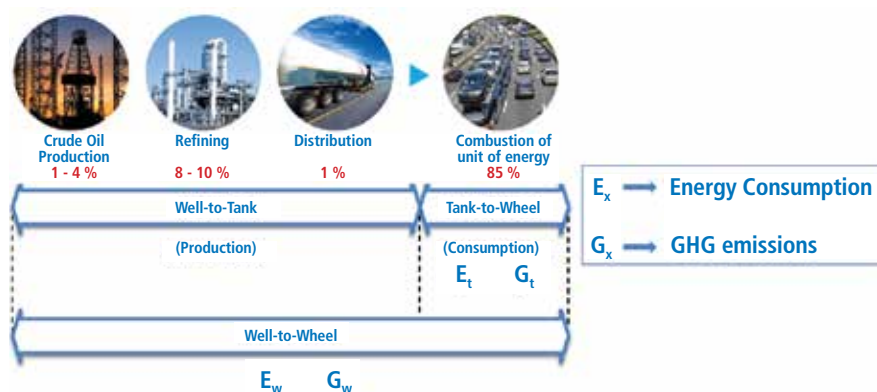 Crude Oil
Production
1 - 4 %
Refining
8 - 10 %
Distribution
1 %
Combustion of
unit of energy
85 %
Well-to-Tank
Tank-to-Wheel
(Production)
(Consumption)
Et Gt
Well-to-Wheel
Ew Gw
Ex Energy Consumption
Gx GHG emissions